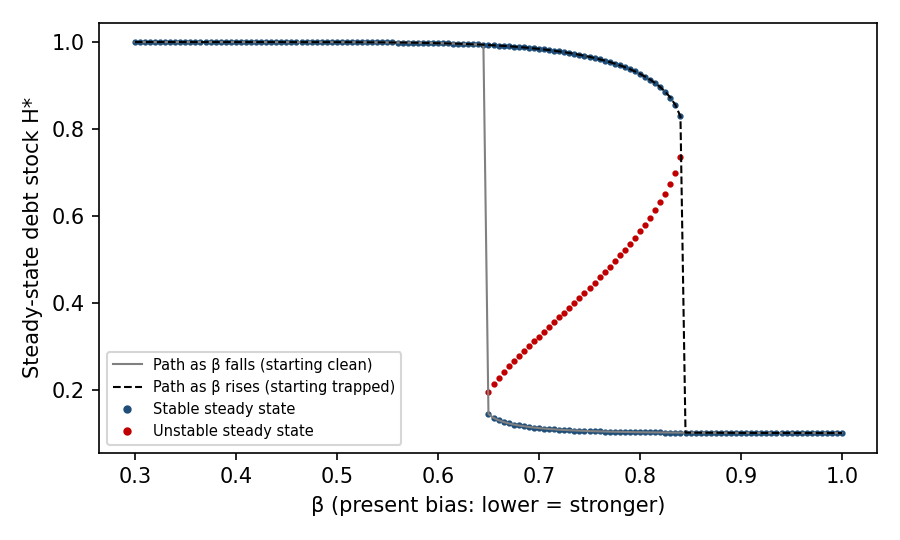 Steady-state debt stock H*
1.0
0.8
0.6
0.4
0.2
Path as β falls (starting clean)
Path as β rises (starting trapped)
Stable steady state
Unstable steady state
0.3 0.4 0.5 0.6 0.7 0.8 0.9 1.0
β (present bias: lower = stronger)